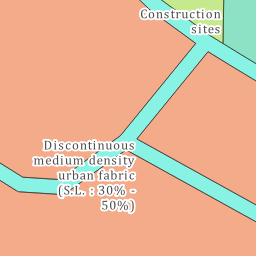 Construction
sites
Discontinuous
medium density
urban fabric
(S.L. : 30% -
50%)